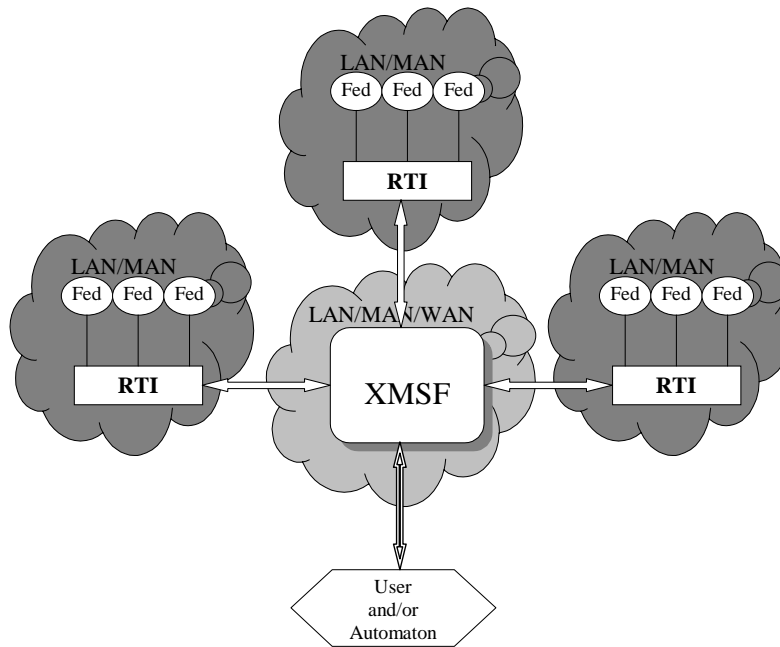 LAN/MAN
Fed Fed Fed
RTI
LAN/MAN
Fed Fed Fed
RTI
LAN/MAN/WAN
XMSF
LAN/MAN
Fed Fed Fed
RTI
User
and/or
Automaton